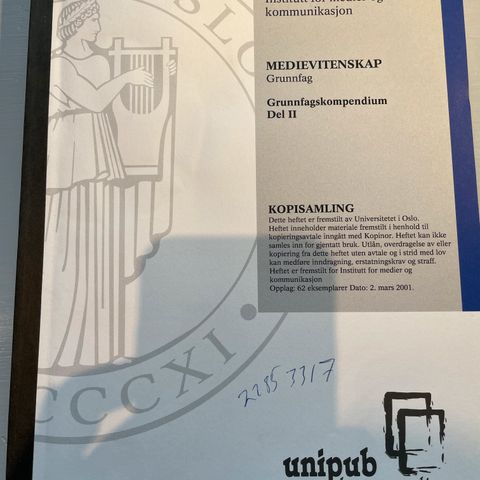 Institutt for medier og
kommunikasjon
MEDIEVITENSKAP
Grunnfag
Grunnfagskompendium
Del II
KOPISAMLING
Dette heftet er fremstilt av Universitetet i Oslo.
Heftet inneholder materiale fremstilt i henhold til
kopieringsavtale inngått med Kopinor. Heftet kan ikke
samles inn for gjentatt bruk. Utlån, overdragelse av eller
kopiering fra dette heftet uten avtale og i strid med lov
kan medføre inndragning, erstatningskrav og straff.
Heftet er fremstilt for Institutt for medier og
kommunikasjon
Opplag: 62 eksemplarer Dato: 2. mars 2001.
OSLO
CCCXI
2285 3317
unipub